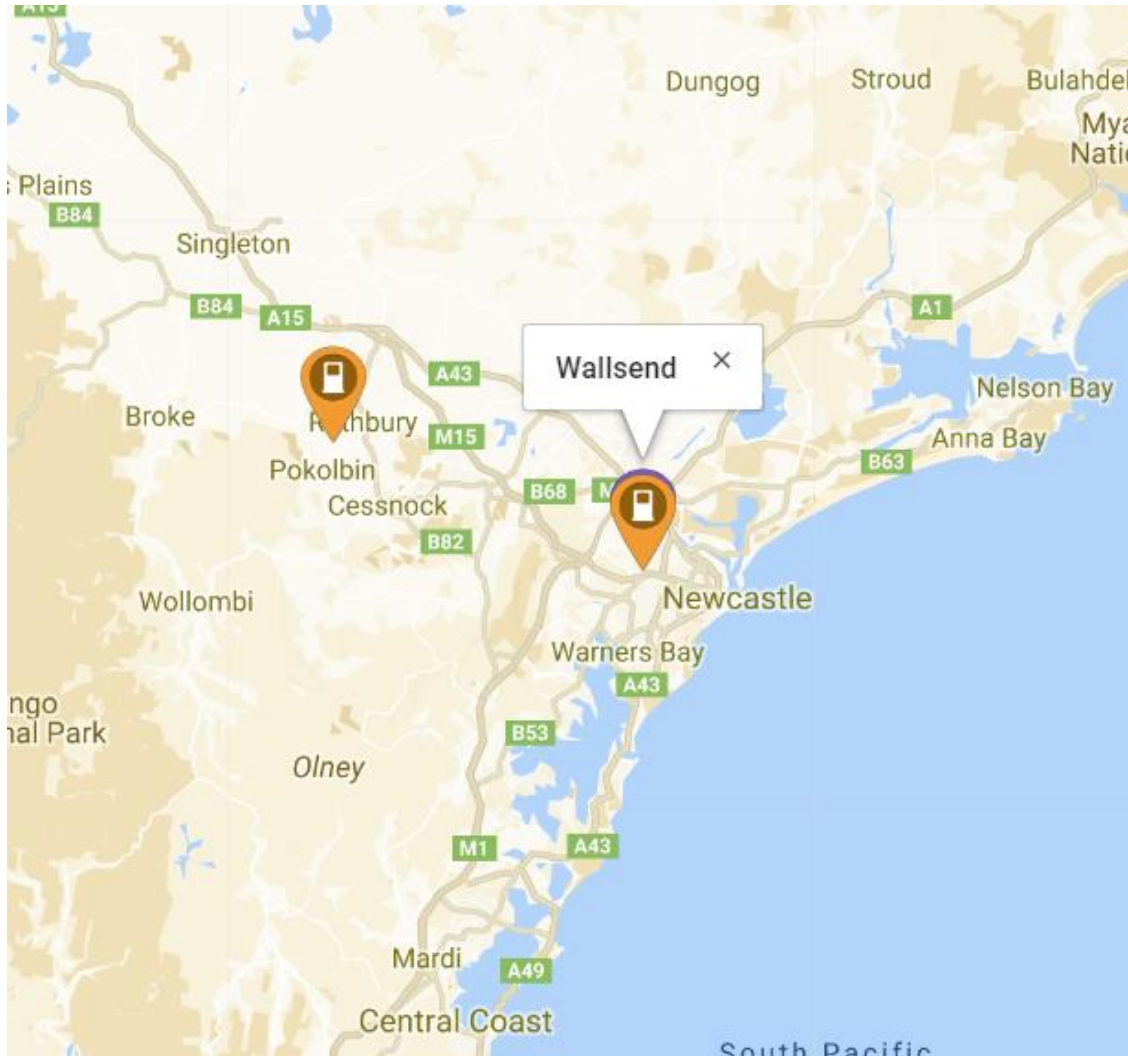 A15
Dungog
Stroud
Bulahdel
Mya
Natio
s Plains
B84
Singleton
B84
A15
A1
Wallsend ×
A43
Nelson Bay
Broke
Rothbury
M15
Anna Bay
Pokolbin
B63
B68
M
Cessnock
B82
Wollombi
Newcastle
Warners Bay
A43
ngo
nal Park
B53
Olney
M1
A43
Mardi
A49
Central Coast
South Pacific